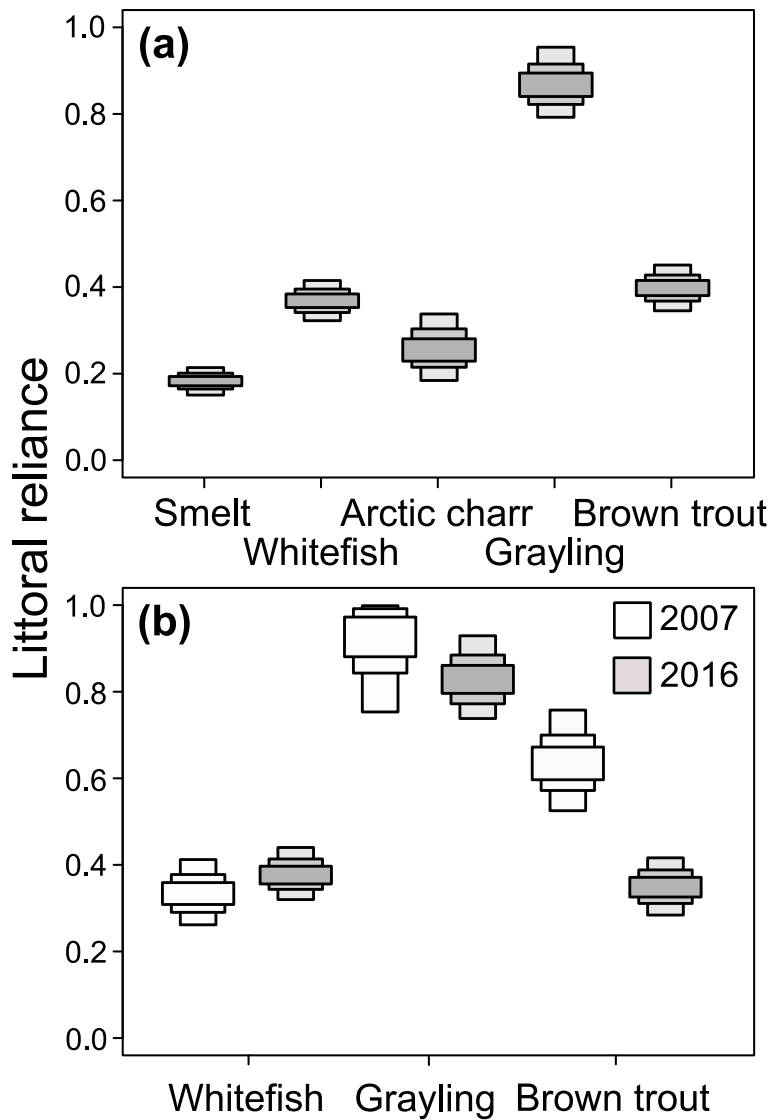 (a)
1.0
0.8
0.6
0.4
0.2
0.0
Smelt Arctic charr Brown trout
Whitefish Grayling
Littoral reliance
(b)
2007
2016
1.0
0.8
0.6
0.4
0.2
0.0
Whitefish Grayling Brown trout